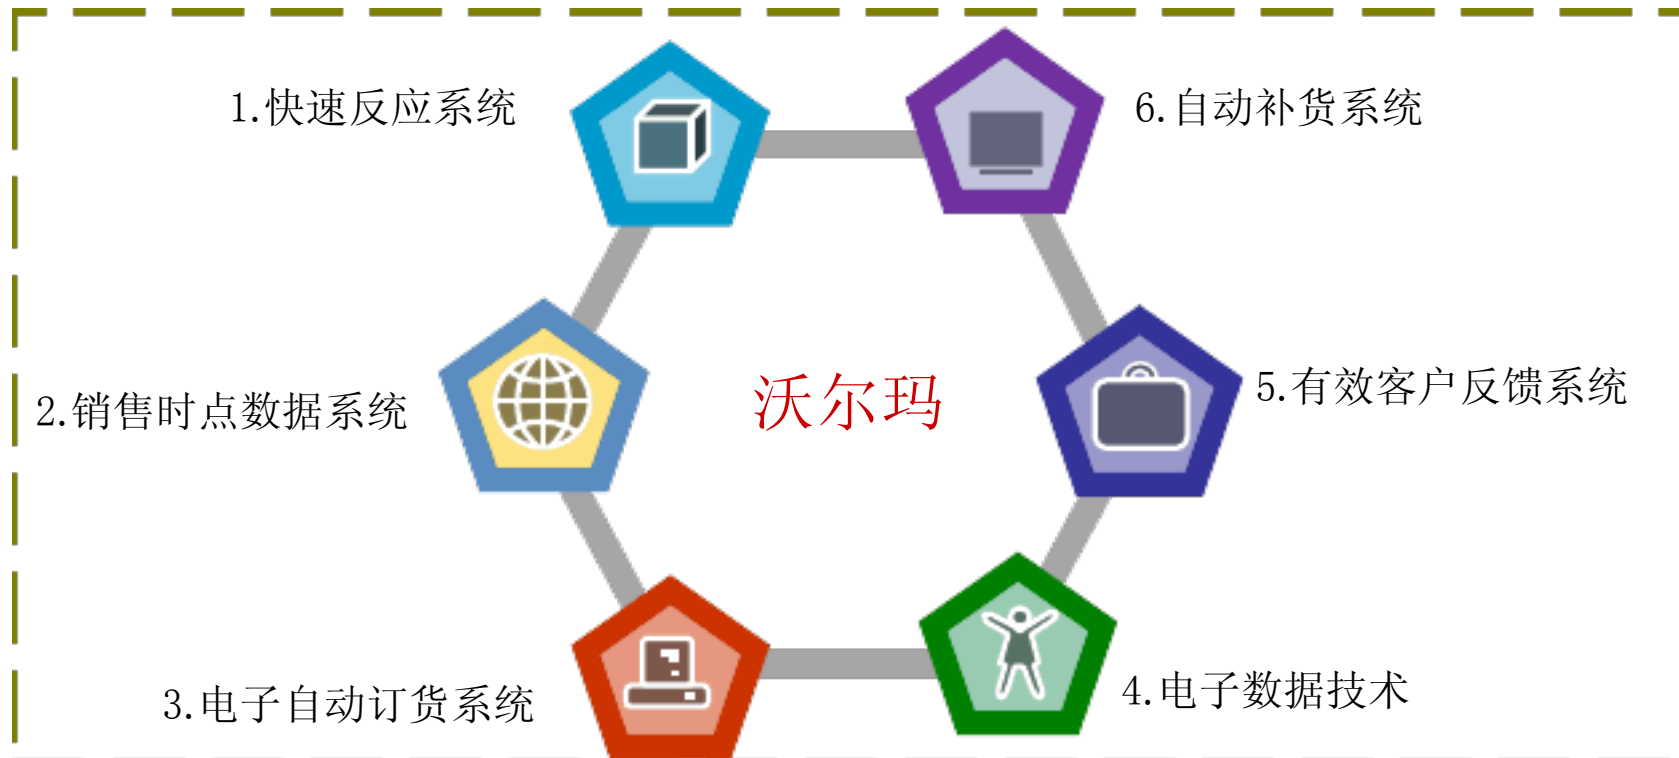 1.快速反应系统
6.自动补货系统
2.销售时点数据系统
沃尔玛
5.有效客户反馈系统
3.电子自动订货系统
4.电子数据技术